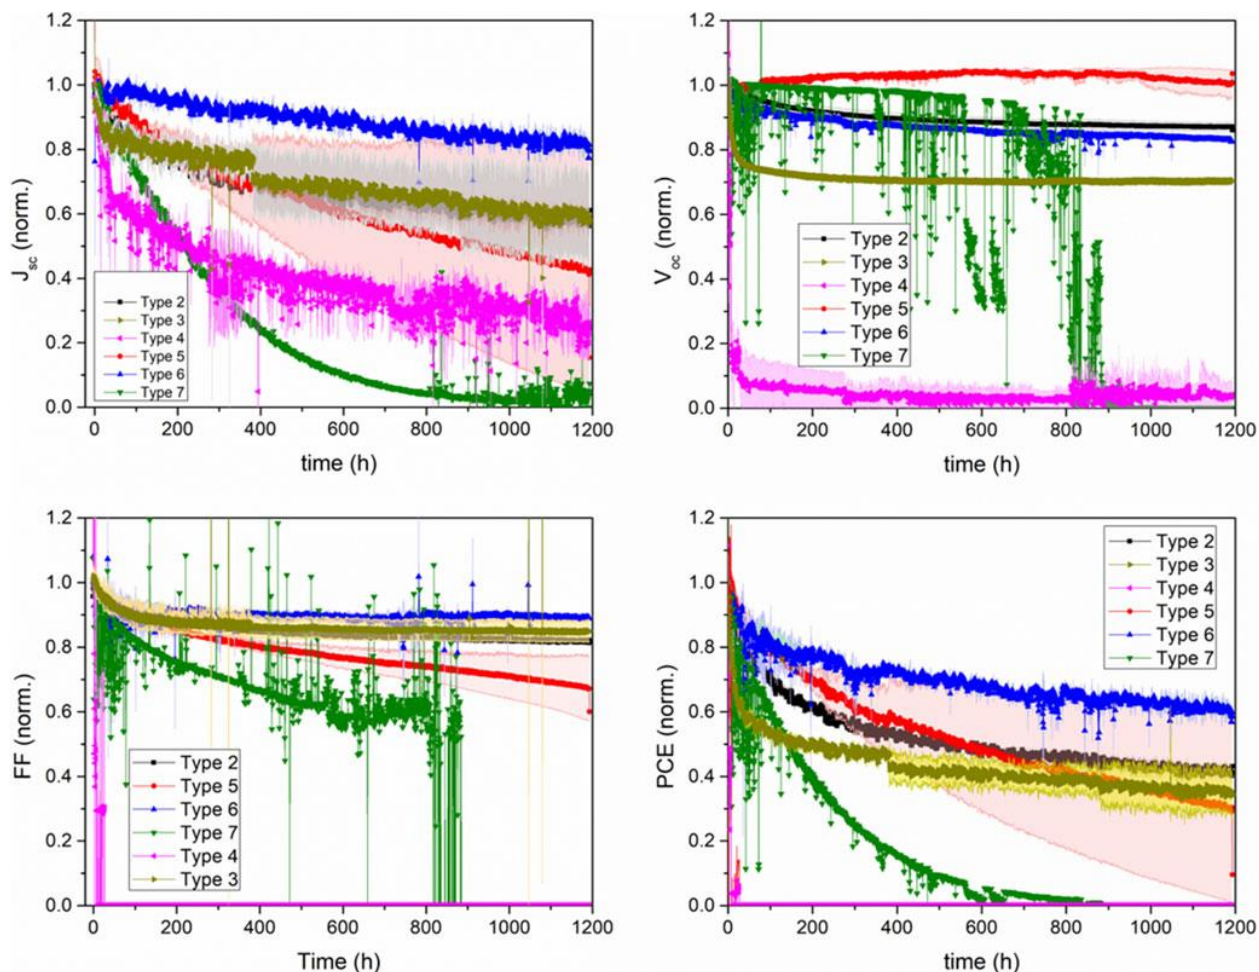 1.2
1.0
0.8
0.6
0.4
0.2
0.0
J_sc (norm.)
Type 2
Type 3
Type 4
Type 5
Type 6
Type 7
0 200 400 600 800 1000 1200
time (h)
1.2
1.0
0.8
0.6
0.4
0.2
0.0
V_oc (norm.)
Type 2
Type 3
Type 4
Type 5
Type 6
Type 7
0 200 400 600 800 1000 1200
time (h)
1.2
1.0
0.8
0.6
0.4
0.2
0.0
FF (norm.)
Type 2
Type 5
Type 6
Type 7
Type 4
Type 3
0 200 400 600 800 1000 1200
Time (h)
1.2
1.0
0.8
0.6
0.4
0.2
0.0
PCE (norm.)
Type 2
Type 3
Type 4
Type 5
Type 6
Type 7
0 200 400 600 800 1000 1200
time (h)